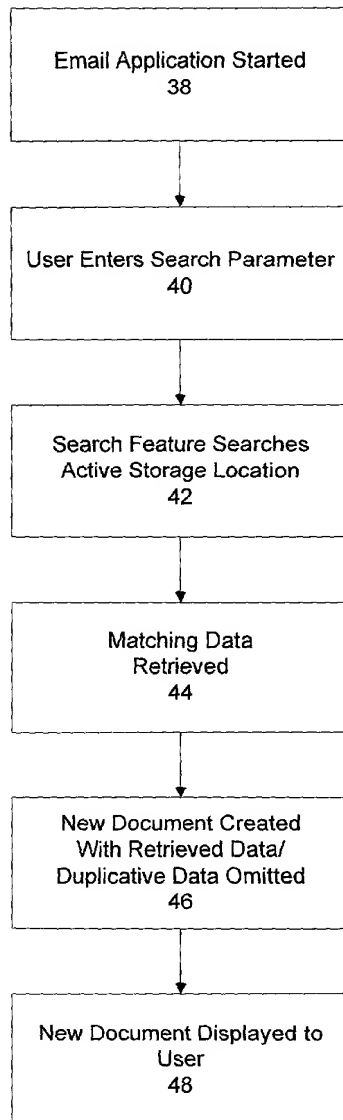 Email Application Started
38
User Enters Search Parameter
40
Search Feature Searches
Active Storage Location
42
Matching Data
Retrieved
44
New Document Created
With Retrieved Data/
Duplicative Data Omitted
46
New Document Displayed to
User
48